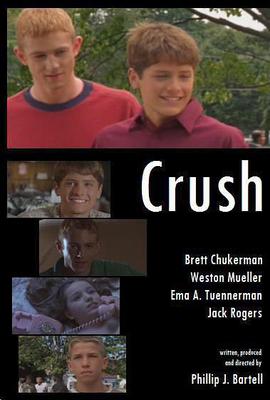 Crush
Brett Chukerman
Weston Mueller
Ema A. Tuennerman
Jack Rogers
written, produced
and directed by
Phillip J. Bartell